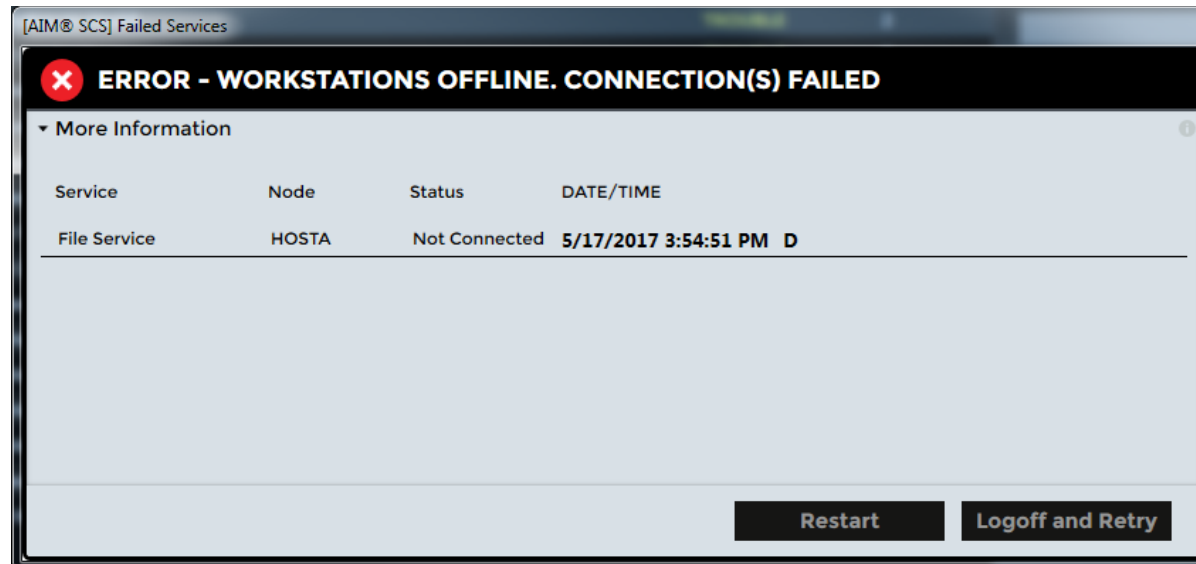 [AIM® SCS] Failed Services
TROUBLE
ERROR - WORKSTATIONS OFFLINE. CONNECTION(S) FAILED
More Information
Service Node Status DATE/TIME
File Service HOSTA Not Connected 5/17/2017 3:54:51 PM D
Restart Logoff and Retry